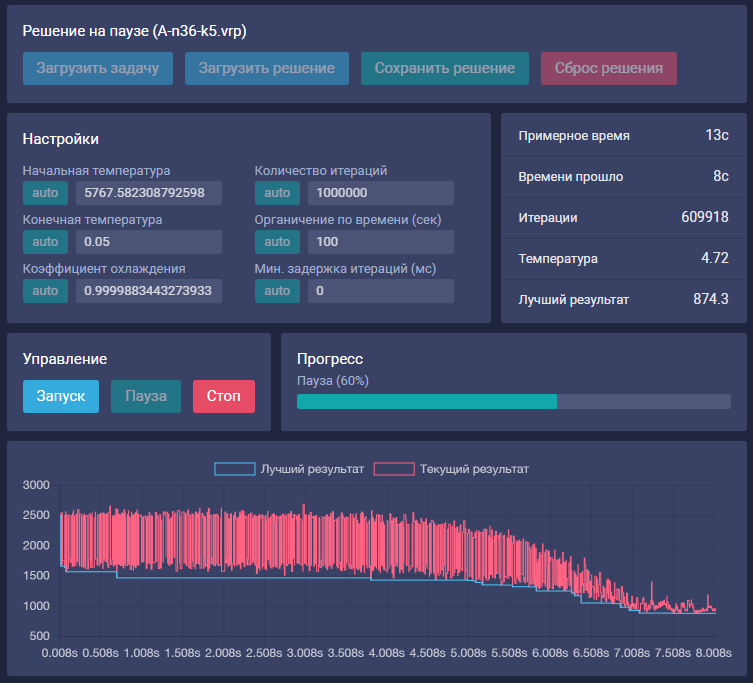 Решение на паузе (A-n36-k5.vrp)
Загрузить задачу Загрузить решение Сохранить решение Сброс решения
Настройки
Начальная температура Количество итераций
auto 5767.582308792598 auto 1000000
Конечная температура Органичение по времени (сек)
auto 0.05 auto 100
Коэффициент охлаждения Мин. задержка итераций (мс)
auto 0.9999883443273933 auto 0
Примерное время 13с
Времени прошло 8с
Итерации 609918
Температура 4.72
Лучший результат 874.3
Управление
Запуск Пауза Стоп
Прогресс
Пауза (60%)
Лучший результат Текущий результат
3000
2500
2000
1500
1000
500
0.008s 0.508s 1.008s 1.508s 2.008s 2.508s 3.008s 3.508s 4.008s 4.508s 5.008s 5.508s 6.008s 6.508s 7.008s 7.508s 8.008s